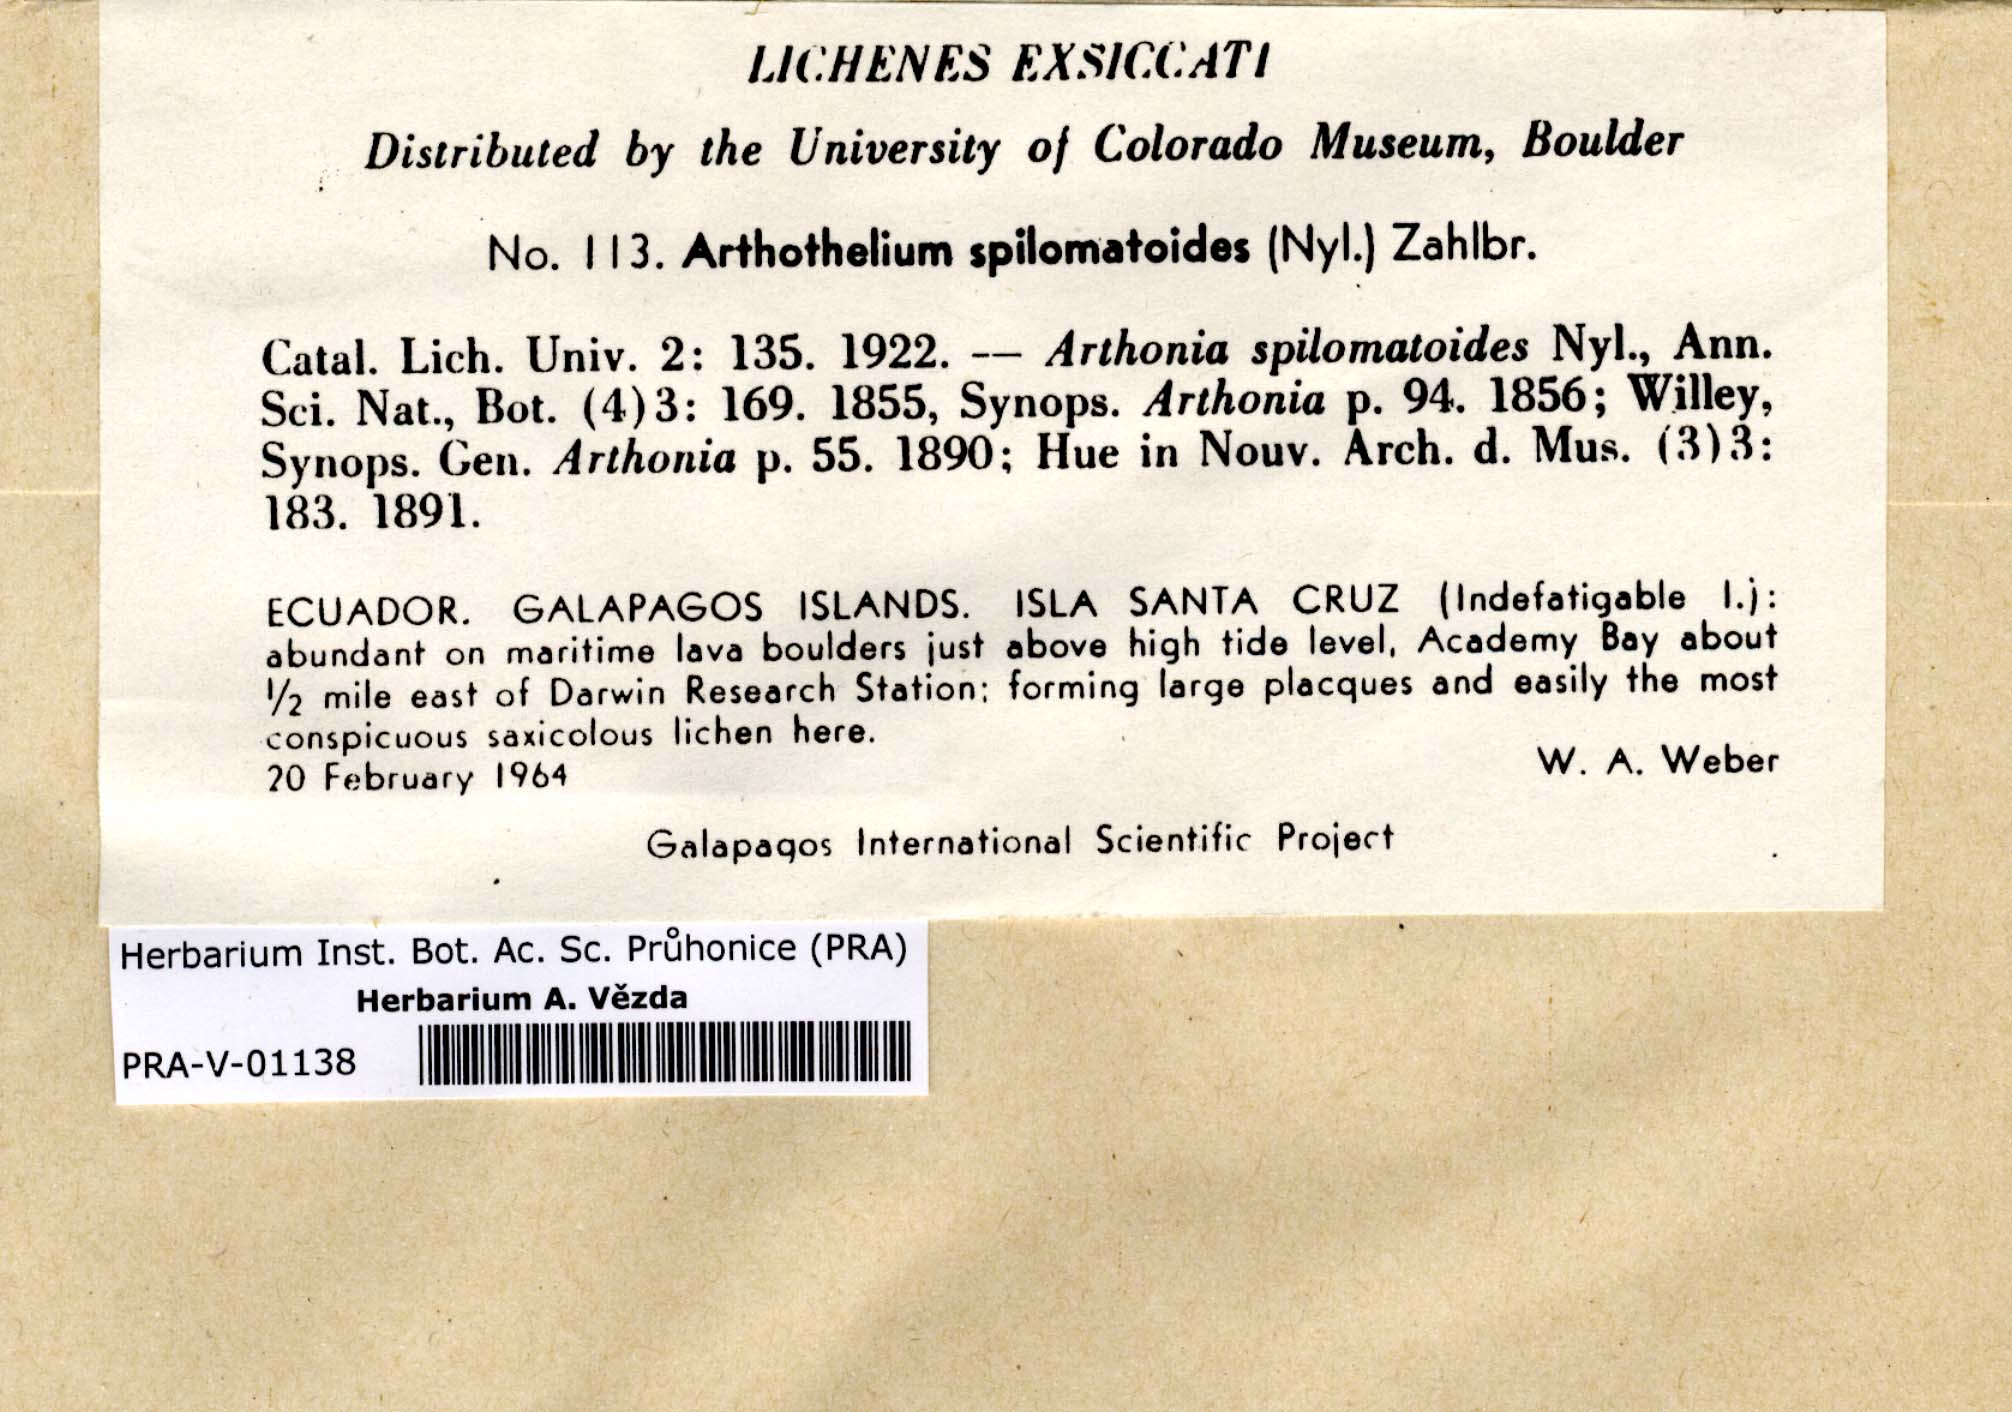 LICHENES EXSICCATI
Distributed by the University of Colorado Museum, Boulder
No. 113. Arthothelium spilomatoides (Nyl.) Zahlbr.
Catal. Lich. Univ. 2: 135. 1922. — Arthonia spilomatoides Nyl., Ann.
Sci. Nat., Bot. (4)3: 169. 1855, Synops. Arthonia p. 94. 1856; Willey,
Synops. Gen. Arthonia p. 55. 1890; Hue in Nouv. Arch. d. Mus. (3)3:
183. 1891.
ECUADOR. GALAPAGOS ISLANDS. ISLA SANTA CRUZ (Indefatigable I.):
abundant on maritime lava boulders just above high tide level, Academy Bay about
½ mile east of Darwin Research Station; forming large placques and easily the most
conspicuous saxicolous lichen here.
20 February 1964
W. A. Weber
Galapagos International Scientific Project
Herbarium Inst. Bot. Ac. Sc. Průhonice (PRA)
Herbarium A. Vězda
PRA-V-01138